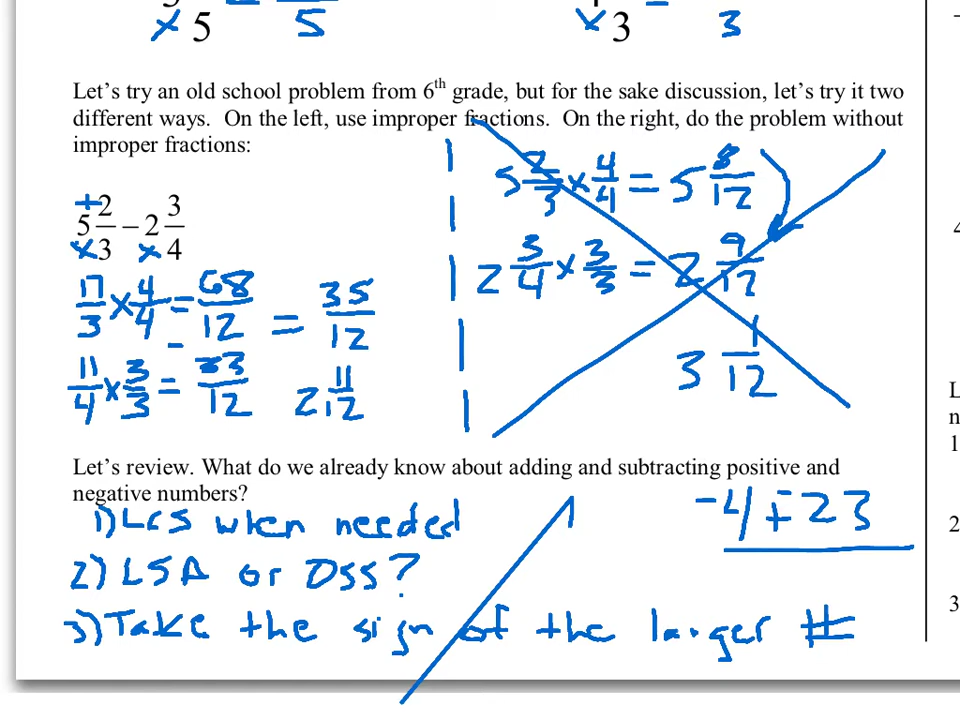 × 5 = 5
× 3 = 3
Let's try an old school problem from 6th grade, but for the sake discussion, let's try it two
different ways. On the left, use improper fractions. On the right, do the problem without
improper fractions:
5 2/3 − 2 3/4
17/3 × 4/4 = 68/12 = 35/12
- 11/4 × 3/3 = 33/12 2 11/12
5 2/3 × 4/4 = 5 8/12
2 3/4 × 3/3 = 2 9/12
3 1/12
Let's review. What do we already know about adding and subtracting positive and
negative numbers?
1) LCS when needed
2) LSA or DSS?
3) Take the sign of the larger #
-4 + -23
L
n
1
2
3
4